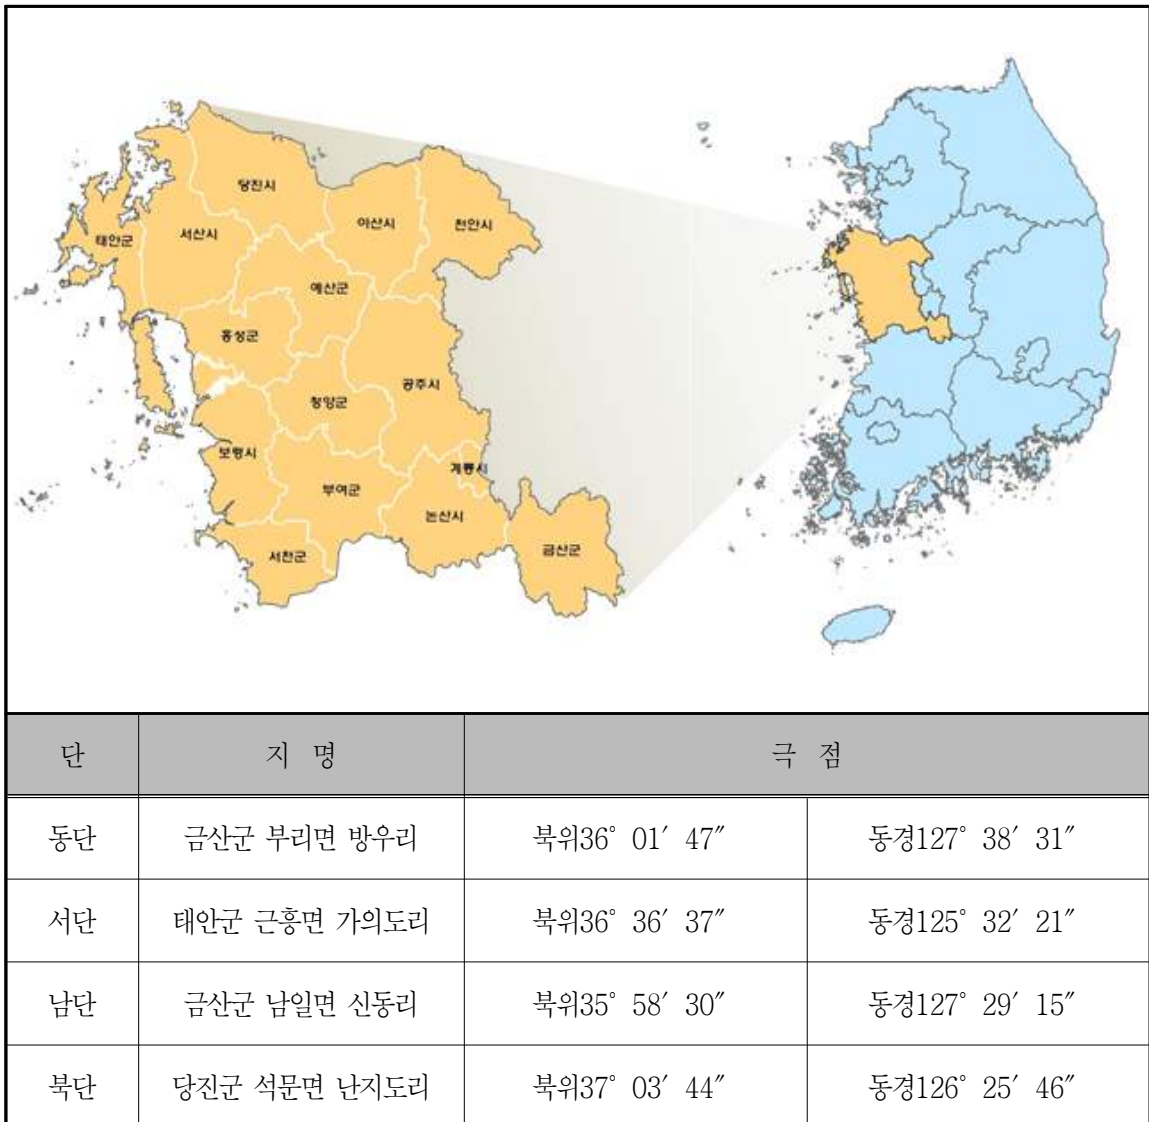 당진시
아산시
천안시
태안군
서산시
예산군
홍성군
공주시
청양군
보령시
계룡시
부여군
논산시
서천군
금산군
단 지 명 극 점
동단 금산군 부리면 방우리 북위36° 01′ 47″ 동경127° 38′ 31″
서단 태안군 근흥면 가의도리 북위36° 36′ 37″ 동경125° 32′ 21″
남단 금산군 남일면 신동리 북위35° 58′ 30″ 동경127° 29′ 15″
북단 당진군 석문면 난지도리 북위37° 03′ 44″ 동경126° 25′ 46″